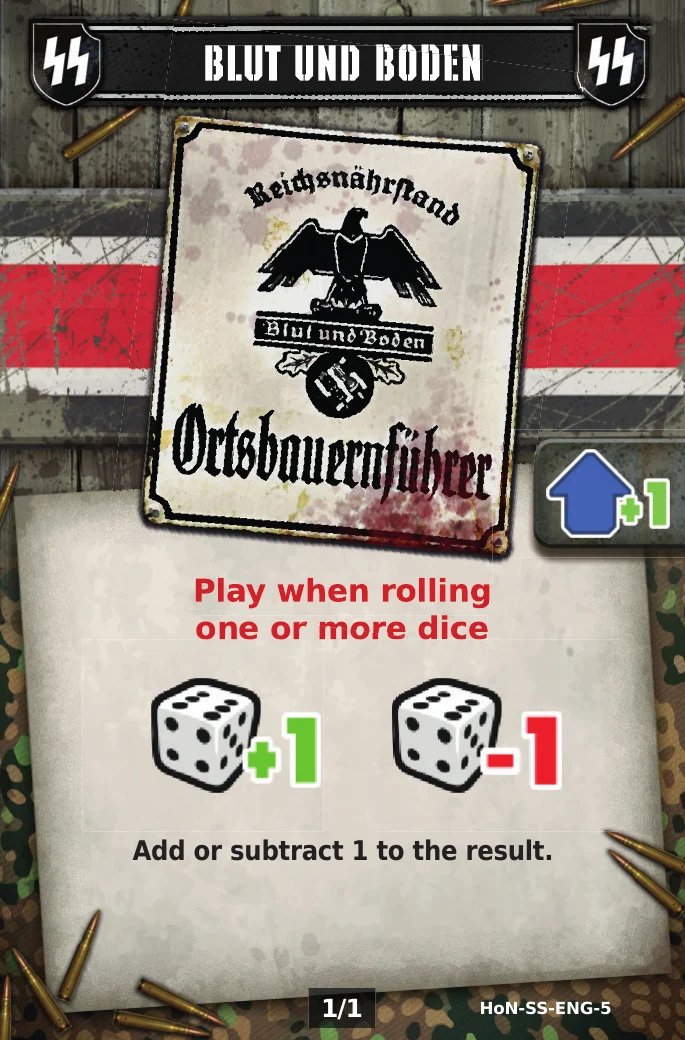 BLUT UND BODEN
Reichsnährstand
Blut und Boden
Ortsbauernführer
+1
Play when rolling
one or more dice
+1 -1
Add or subtract 1 to the result.
1/1
HoN-SS-ENG-5